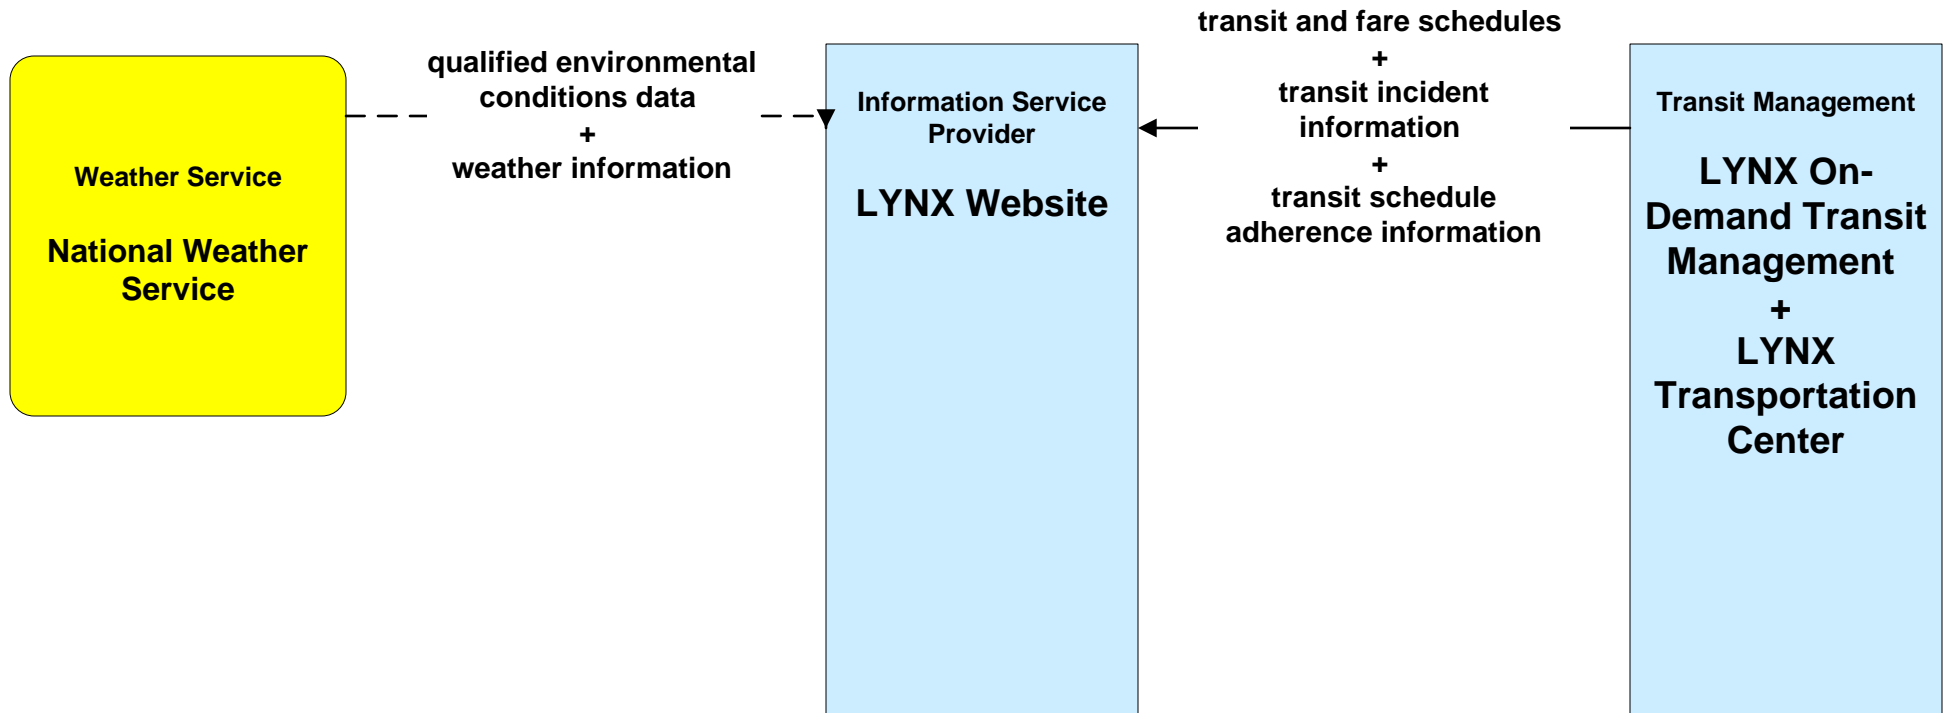 Weather Service
National Weather
Service
qualified environmental
conditions data
+
weather information
Information Service
Provider
LYNX Website
transit and fare schedules
+
transit incident
information
+
transit schedule
adherence information
Transit Management
LYNX On-
Demand Transit
Management
+
LYNX
Transportation
Center